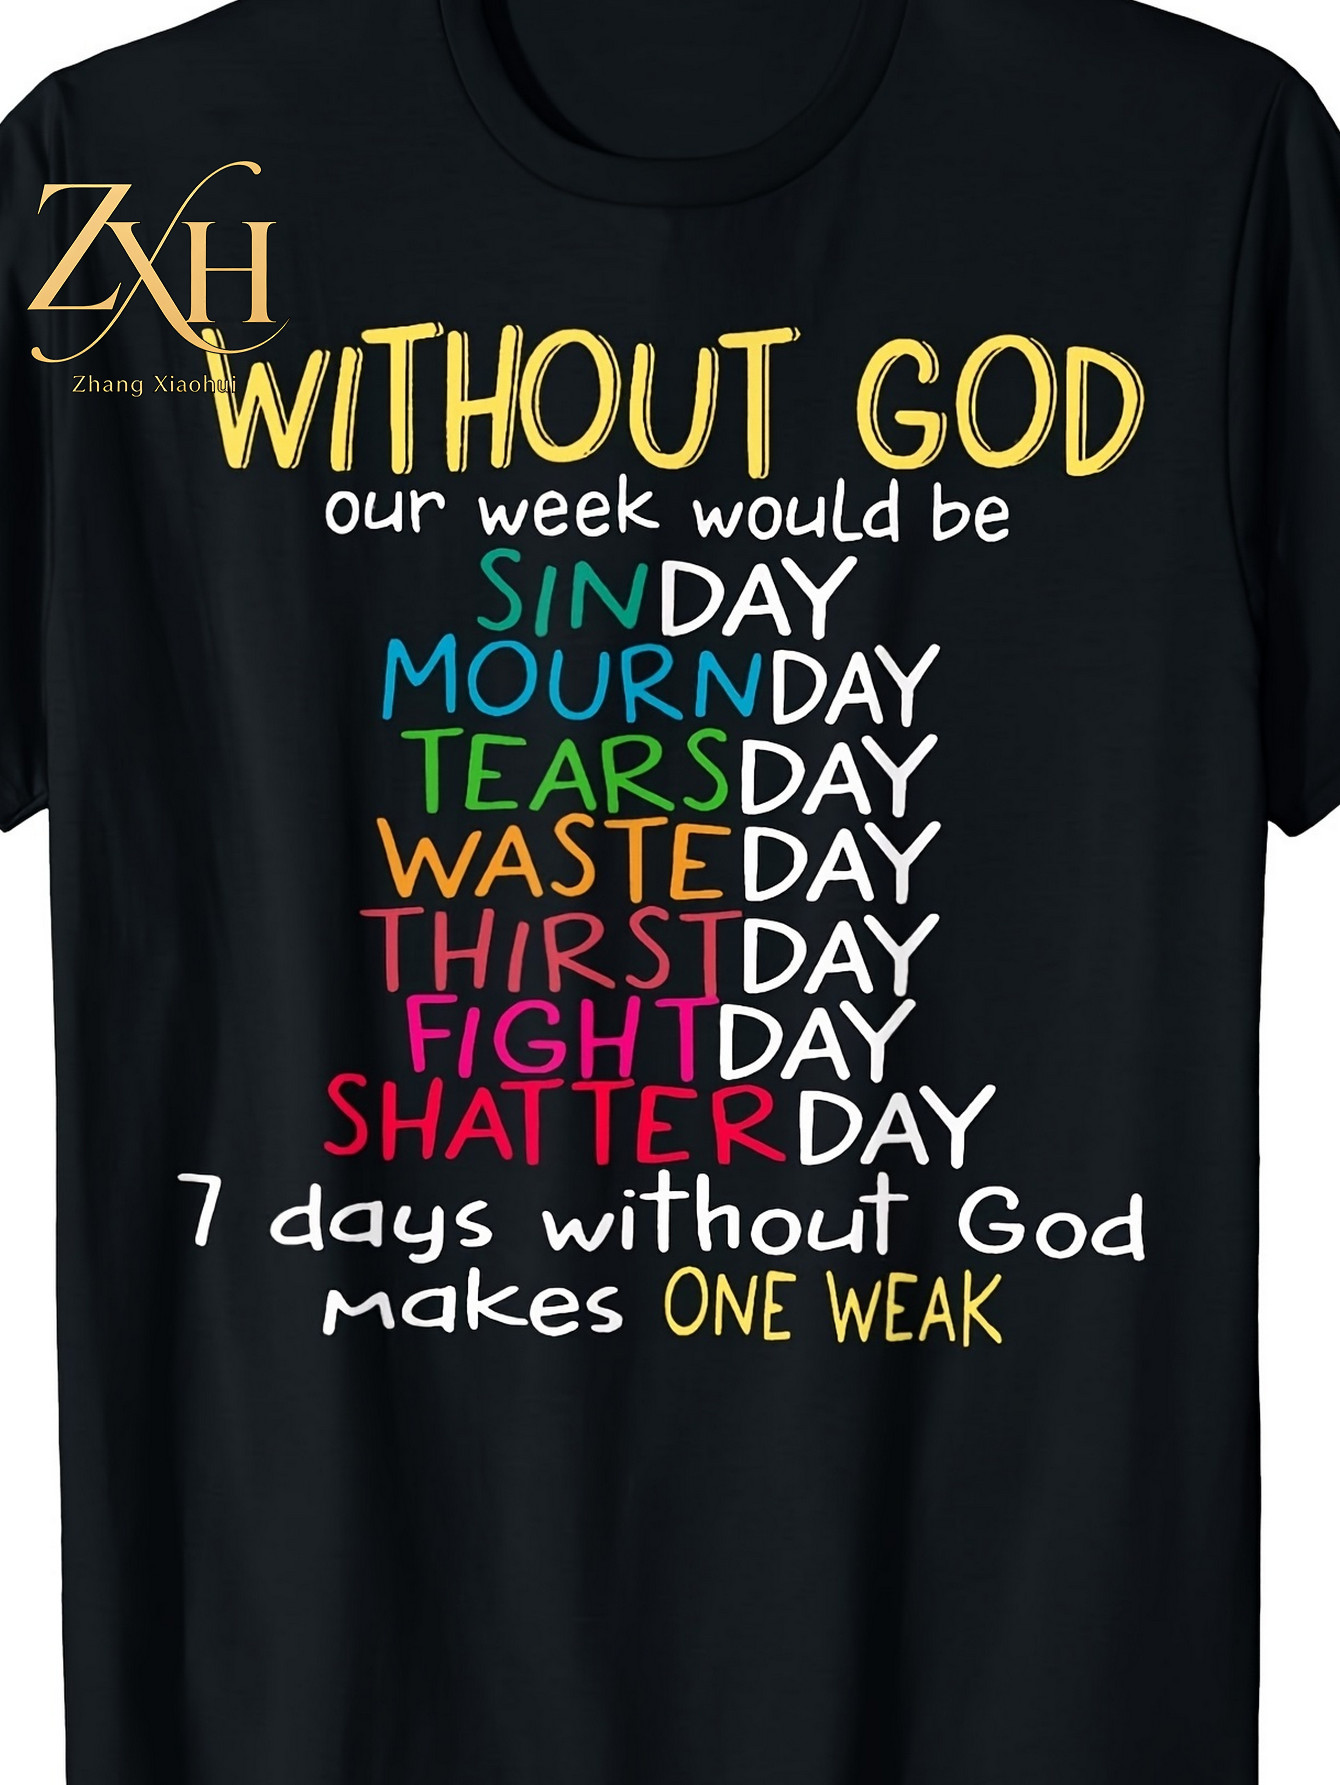 ZXH
Zhang Xiaohui
WITHOUT GOD
our week would be
SINDAY
MOURNDAY
TEARSDAY
WASTEDAY
THIRSTDAY
FIGHTDAY
SHATTERDAY
7 days without God
makes ONE WEAK